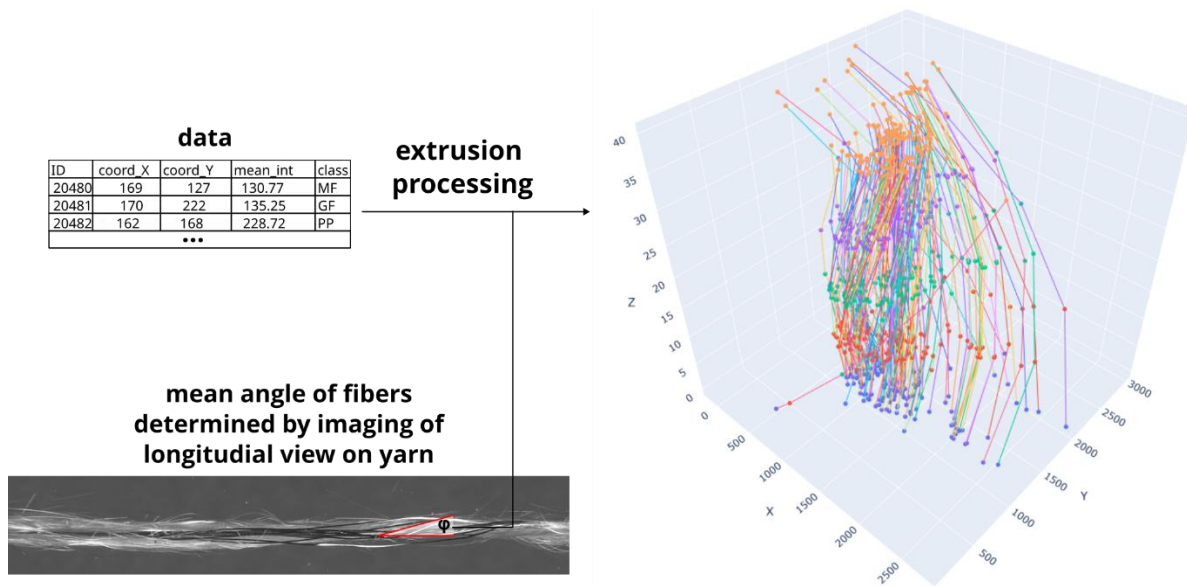 data
ID coord_X coord_Y mean_int class
20480 169 127 130.77 MF
20481 170 222 135.25 GF
20482 162 168 228.72 PP
•••
extrusion
processing
mean angle of fibers
determined by imaging of
longitudial view on yarn
φ
40
35
30
25
20
15
10
5
0
Z
0
500
1000
1500
2000
2500
X
500
1000
1500
2000
2500
3000
Y